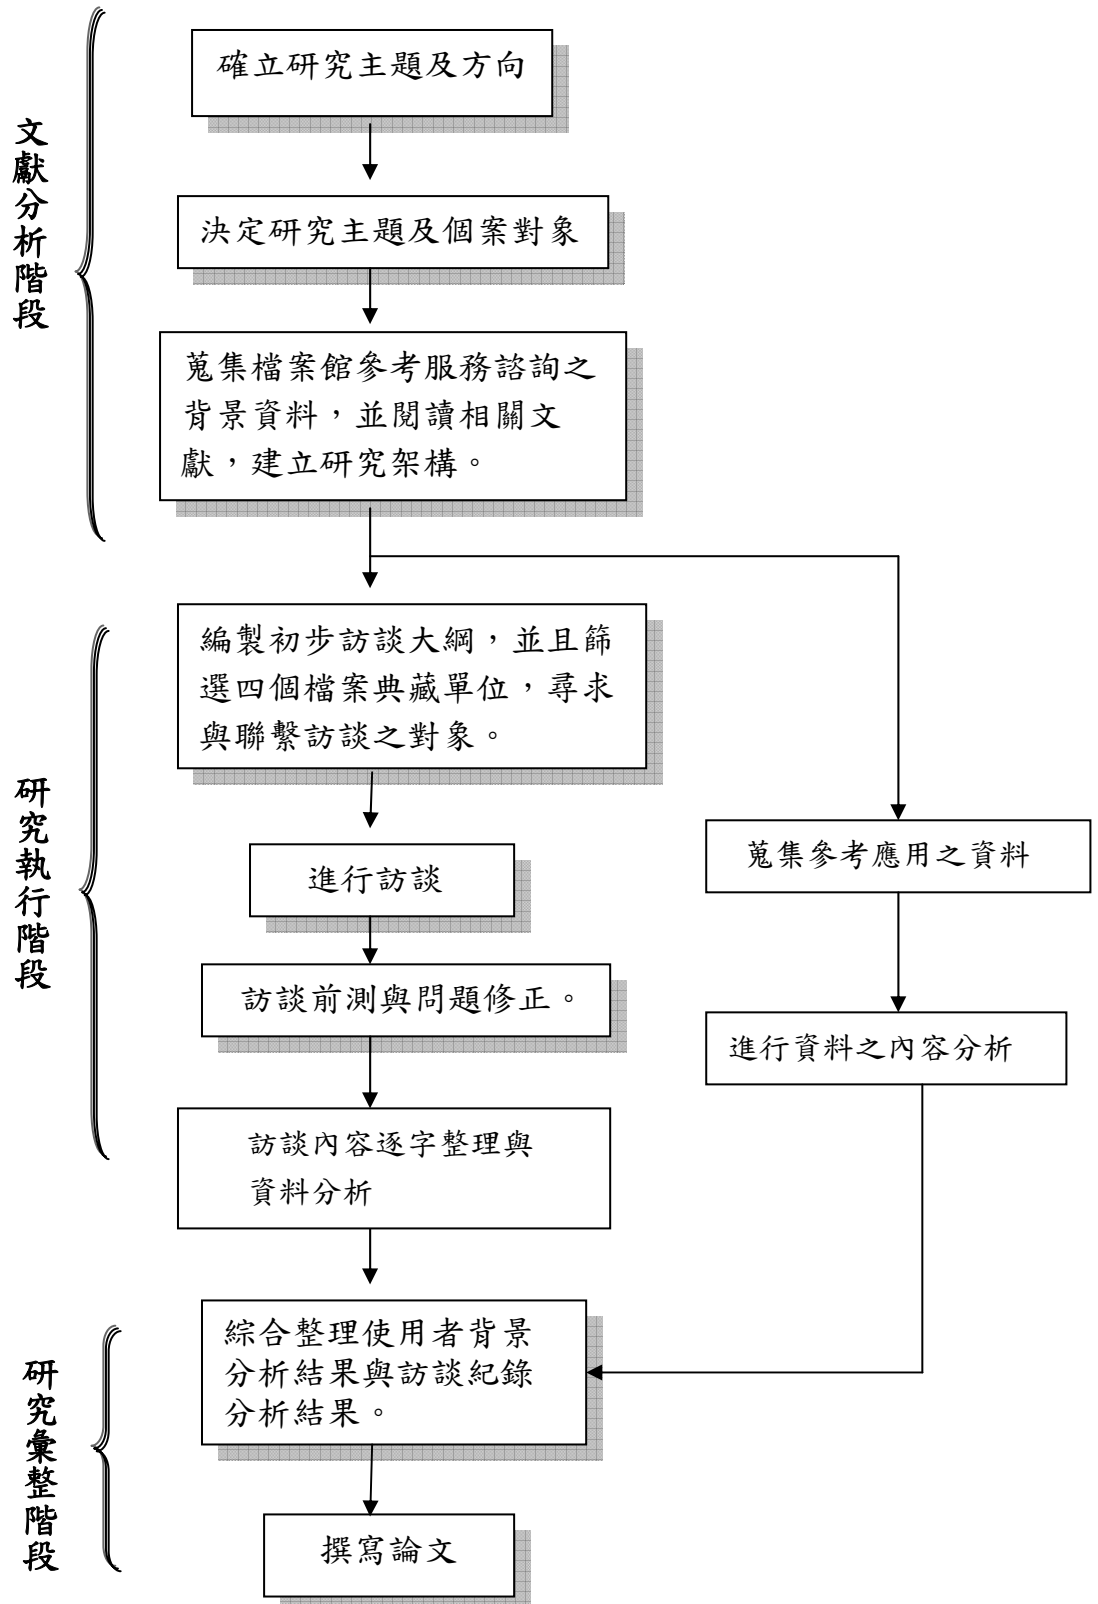 文獻分析階段
確立研究主題及方向
決定研究主題及個案對象
蒐集檔案館參考服務諮詢之
背景資料，並閱讀相關文
獻，建立研究架構。
研究執行階段
編製初步訪談大綱，並且篩
選四個檔案典藏單位，尋求
與聯繫訪談之對象。
進行訪談
訪談前測與問題修正。
訪談內容逐字整理與
資料分析
蒐集參考應用之資料
進行資料之內容分析
研究彙整階段
綜合整理使用者背景
分析結果與訪談紀錄
分析結果。
撰寫論文